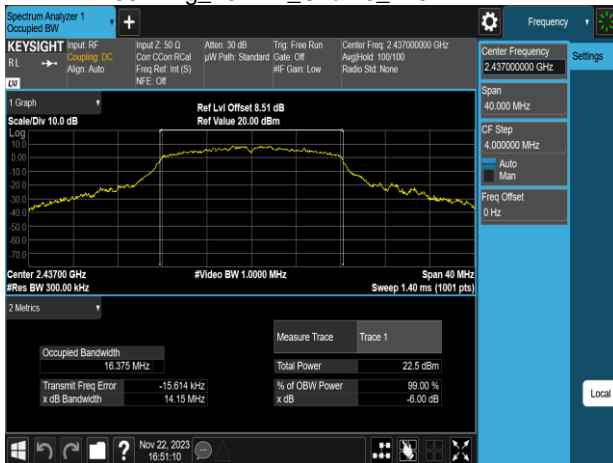 Spectrum Analyzer 1
Occupied BW
Frequency
KEYSIGHT
RL
LXI
Input: RF
Coupling: DC
Align: Auto
Input Z: 50 Ω
Corr CCorr RCal
Freq Ref: Int (S)
NFE: Off
Atten: 30 dB
µW Path: Standard
Trig: Free Run
Gate: Off
#IF Gain: Low
Center Freq: 2.437000000 GHz
Avg|Hold: 100/100
Radio Std: None
Center Frequency
2.437000000 GHz
Settings
Span
40.000 MHz
CF Step
4.000000 MHz
Auto
Man
Freq Offset
0 Hz
Local
1 Graph
Scale/Div 10.0 dB
Ref Lvl Offset 8.51 dB
Ref Value 20.00 dBm
Log
10.0
0.00
-10.0
-20.0
-30.0
-40.0
-50.0
-60.0
-70.0
Center 2.43700 GHz
#Video BW 1.0000 MHz
Span 40 MHz
#Res BW 300.00 kHz
Sweep 1.40 ms (1001 pts)
2 Metrics
Measure Trace Trace 1
Occupied Bandwidth
16.375 MHz
Total Power 22.5 dBm
Transmit Freq Error -15.614 kHz
% of OBW Power 99.00 %
x dB Bandwidth 14.15 MHz
x dB -6.00 dB
?
Nov 22, 2023
16:51:10